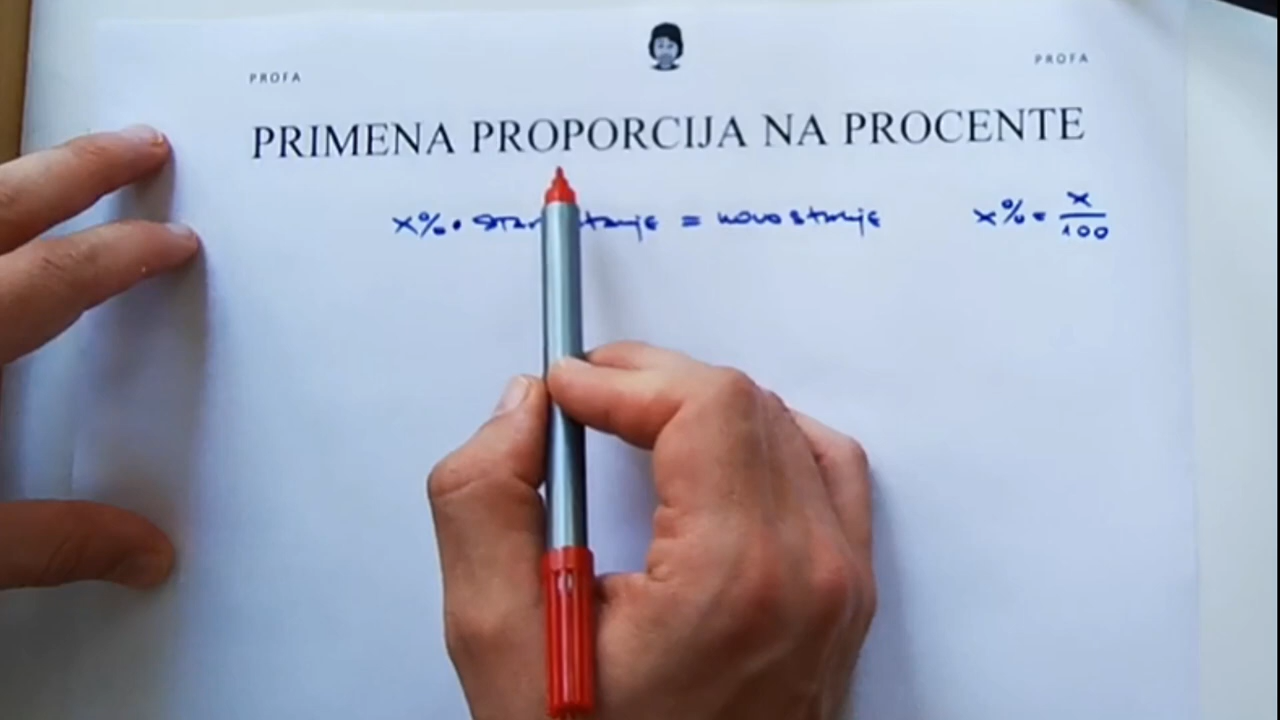 PROFA PROFA
PRIMENA PROPORCIJA NA PROCENTE
x% • = novo stanje x% = x/100